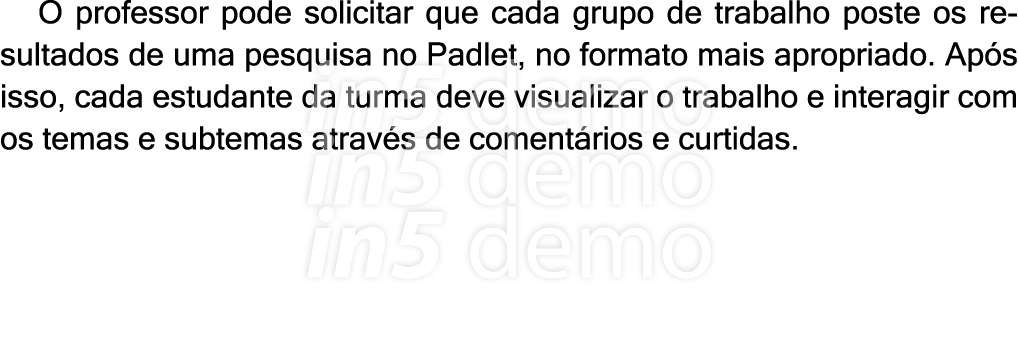 O professor pode solicitar que cada grupo de trabalho poste os re-
sultados de uma pesquisa no Padlet, no formato mais apropriado. Após
isso, cada estudante da turma deve visualizar o trabalho e interagir com
os temas e subtemas através de comentários e curtidas.
in5 demo
in5 demo
in5 demo